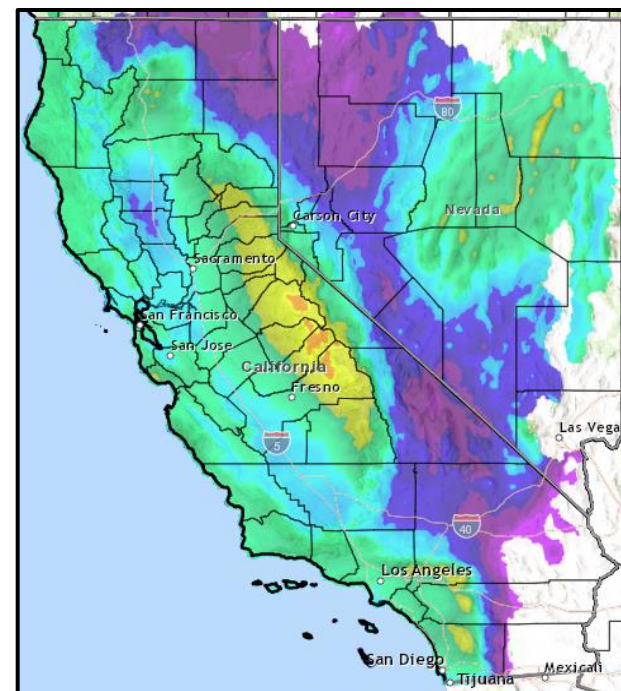 80
Nevada
Carson City
Sacramento
San Francisco
San Jose
California
Fresno
5
Las Vega
40
Los Angeles
San Diego
Tijuana
Mexicali